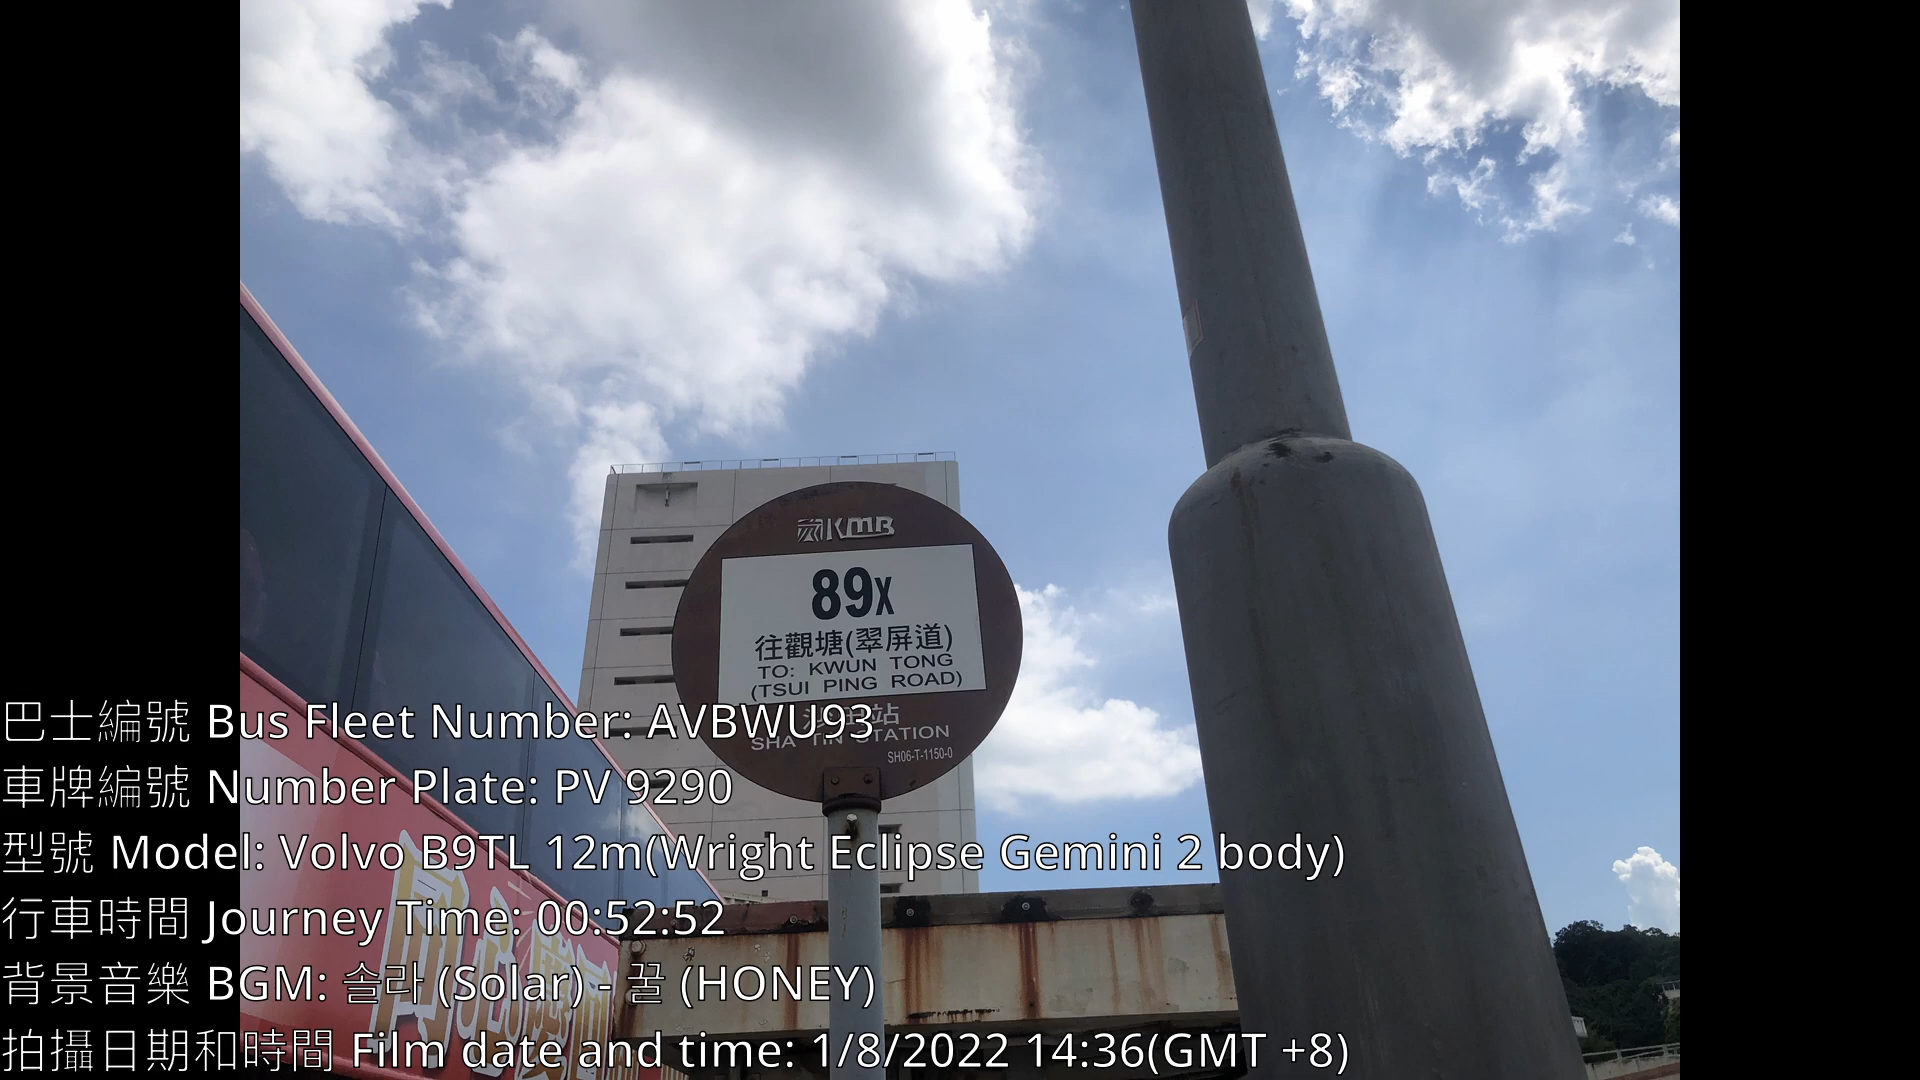 KMB
89X
往觀塘(翠屏道)
TO: KWUN TONG
(TSUI PING ROAD)
沙田站
SHA TIN STATION
SH06-T-1150-0
巴士編號 Bus Fleet Number: AVBWU93
車牌編號 Number Plate: PV 9290
型號 Model: Volvo B9TL 12m(Wright Eclipse Gemini 2 body)
行車時間 Journey Time: 00:52:52
背景音樂 BGM: 솔라 (Solar) - 꿀 (HONEY)
拍攝日期和時間 Film date and time: 1/8/2022 14:36(GMT +8)